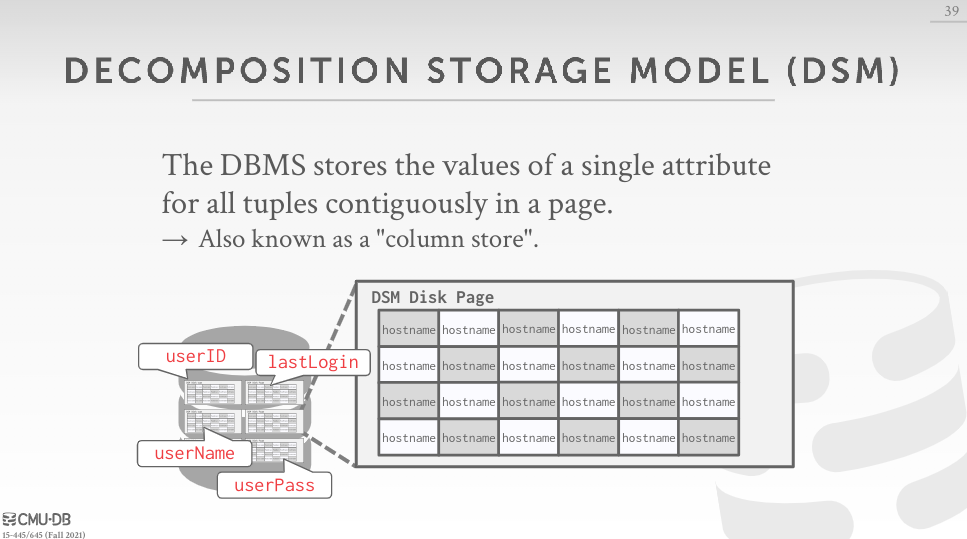 39
DECOMPOSITION STORAGE MODEL (DSM)
The DBMS stores the values of a single attribute
for all tuples contiguously in a page.
→ Also known as a "column store".
DSM Disk Page
hostname hostname hostname hostname hostname hostname
hostname hostname hostname hostname hostname hostname
hostname hostname hostname hostname hostname hostname
hostname hostname hostname hostname hostname hostname
userID
lastLogin
userName
userPass
CMU·DB
15-445/645 (Fall 2021)